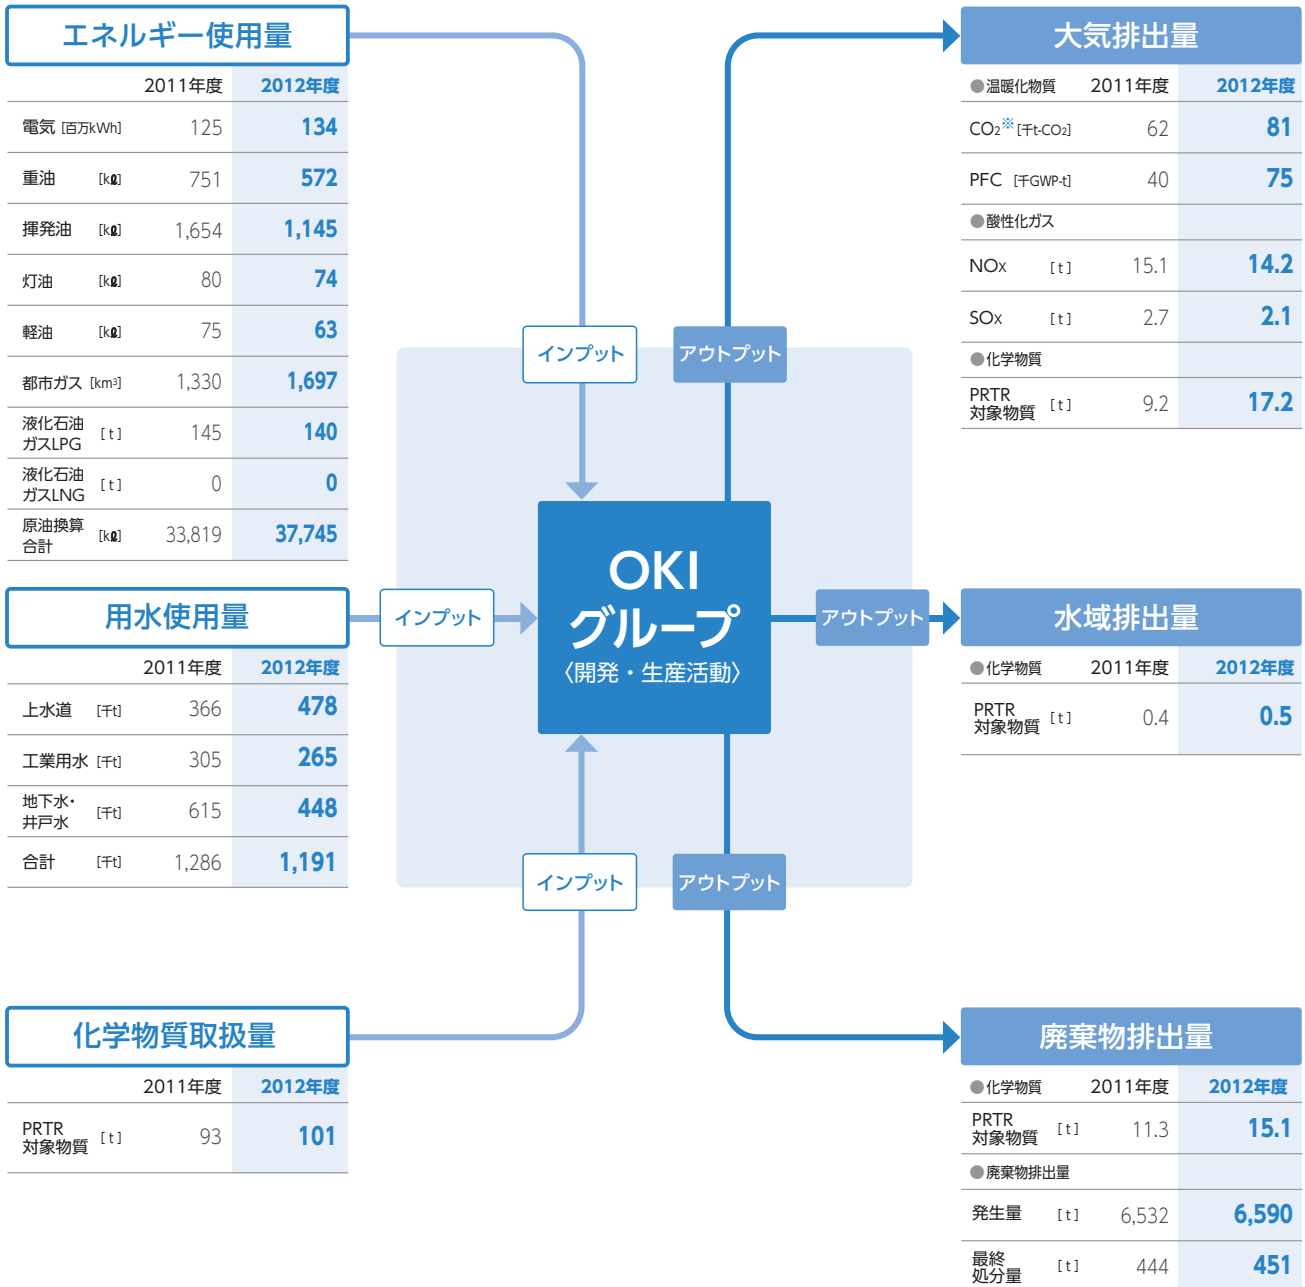 エネルギー使用量
2011年度 2012年度
電気 [百万kWh] 125 134
重油 [kℓ] 751 572
揮発油 [kℓ] 1,654 1,145
灯油 [kℓ] 80 74
軽油 [kℓ] 75 63
都市ガス [km³] 1,330 1,697
液化石油
ガスLPG [t] 145 140
液化石油
ガスLNG [t] 0 0
原油換算
合計 [kℓ] 33,819 37,745
用水使用量
2011年度 2012年度
上水道 [千t] 366 478
工業用水 [千t] 305 265
地下水・
井戸水 [千t] 615 448
合計 [千t] 1,286 1,191
化学物質取扱量
2011年度 2012年度
PRTR
対象物質 [t] 93 101
インプット
インプット
インプット
OKI
グループ
〈開発・生産活動〉
アウトプット
アウトプット
アウトプット
大気排出量
●温暖化物質 2011年度 2012年度
CO₂※ [千t-CO₂] 62 81
PFC [千GWP-t] 40 75
●酸性化ガス
NOx [t] 15.1 14.2
SOx [t] 2.7 2.1
●化学物質
PRTR
対象物質 [t] 9.2 17.2
水域排出量
●化学物質 2011年度 2012年度
PRTR
対象物質 [t] 0.4 0.5
廃棄物排出量
●化学物質 2011年度 2012年度
PRTR
対象物質 [t] 11.3 15.1
●廃棄物排出量
発生量 [t] 6,532 6,590
最終
処分量 [t] 444 451